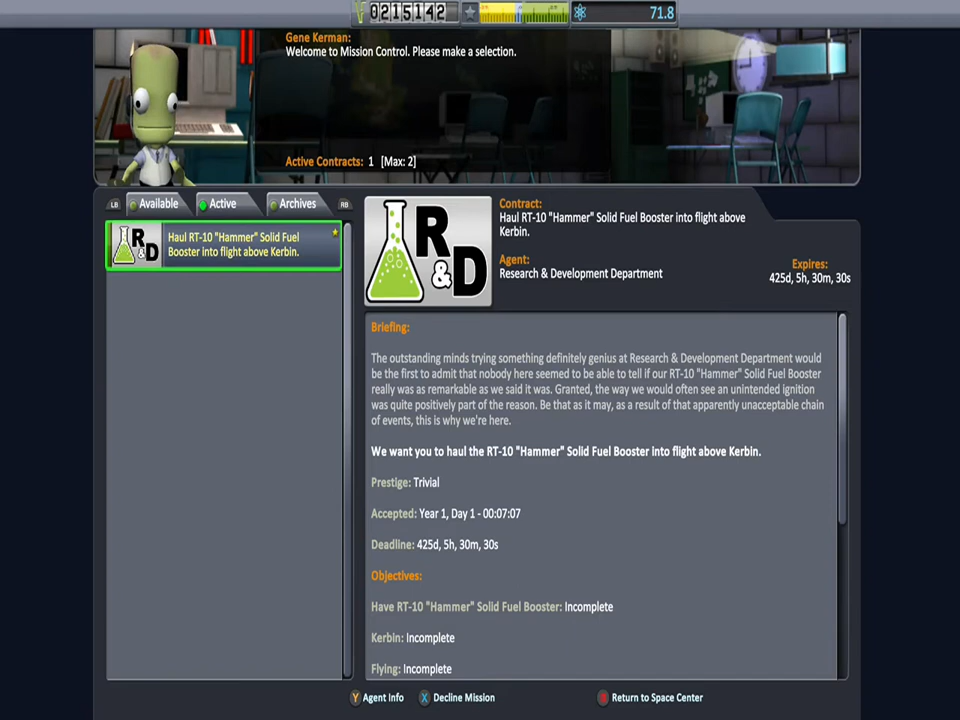 0215142
71.8
Gene Kerman:
Welcome to Mission Control. Please make a selection.
Active Contracts: 1 [Max: 2]
LB Available Active Archives RB
Haul RT-10 "Hammer" Solid Fuel
Booster into flight above Kerbin.
R
&
D
Contract:
Haul RT-10 "Hammer" Solid Fuel Booster into flight above
Kerbin.
Agent:
Research & Development Department
Expires:
425d, 5h, 30m, 30s
Briefing:
The outstanding minds trying something definitely genius at Research & Development Department would
be the first to admit that nobody here seemed to be able to tell if our RT-10 "Hammer" Solid Fuel Booster
really was as remarkable as we said it was. Granted, the way we would often see an unintended ignition
was quite positively part of the reason. Be that as it may, as a result of that apparently unacceptable chain
of events, this is why we're here.
We want you to haul the RT-10 "Hammer" Solid Fuel Booster into flight above Kerbin.
Prestige: Trivial
Accepted: Year 1, Day 1 - 00:07:07
Deadline: 425d, 5h, 30m, 30s
Objectives:
Have RT-10 "Hammer" Solid Fuel Booster: Incomplete
Kerbin: Incomplete
Flying: Incomplete
Y Agent Info X Decline Mission B Return to Space Center